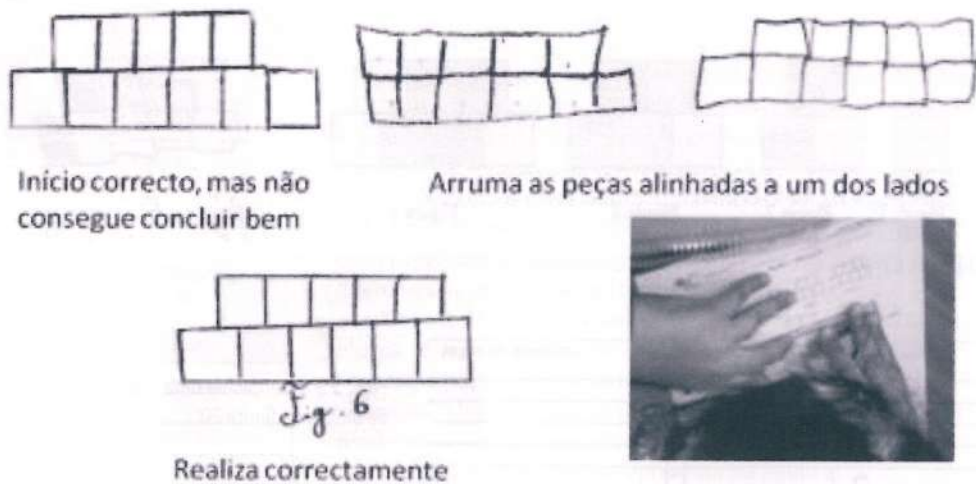 Início correcto, mas não
consegue concluir bem
Arruma as peças alinhadas a um dos lados
Fig. 6
Realiza correctamente